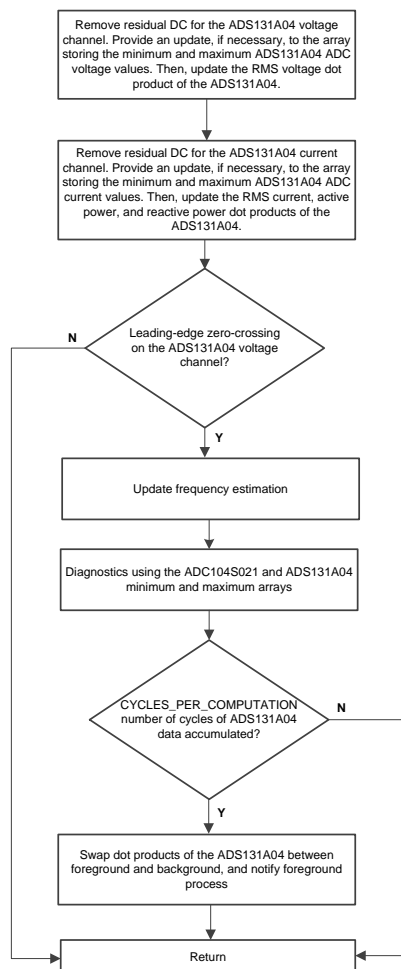 Remove residual DC for the ADS131A04 voltage
channel. Provide an update, if necessary, to the array
storing the minimum and maximum ADS131A04 ADC
voltage values. Then, update the RMS voltage dot
product of the ADS131A04.
Remove residual DC for the ADS131A04 current
channel. Provide an update, if necessary, to the array
storing the minimum and maximum ADS131A04 ADC
current values. Then, update the RMS current, active
power, and reactive power dot products of the
ADS131A04.
N
Leading-edge zero-crossing
on the ADS131A04 voltage
channel?
Y
Update frequency estimation
Diagnostics using the ADC104S021 and ADS131A04
minimum and maximum arrays
CYCLES_PER_COMPUTATION
number of cycles of ADS131A04
data accumulated?
N
Y
Swap dot products of the ADS131A04 between
foreground and background, and notify foreground
process
Return